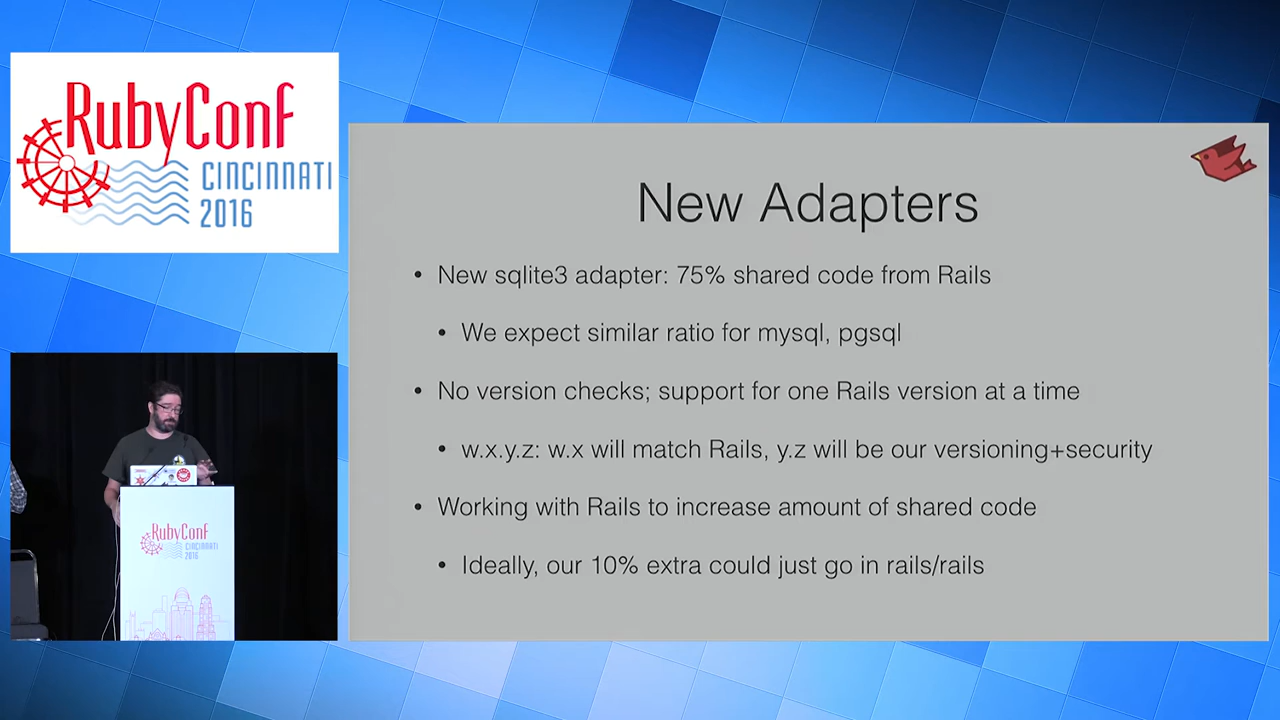 RubyConf
CINCINNATI
2016
New Adapters
• New sqlite3 adapter: 75% shared code from Rails
• We expect similar ratio for mysql, pgsql
• No version checks; support for one Rails version at a time
• w.x.y.z: w.x will match Rails, y.z will be our versioning+security
• Working with Rails to increase amount of shared code
• Ideally, our 10% extra could just go in rails/rails
RubyConf
CINCINNATI
2016